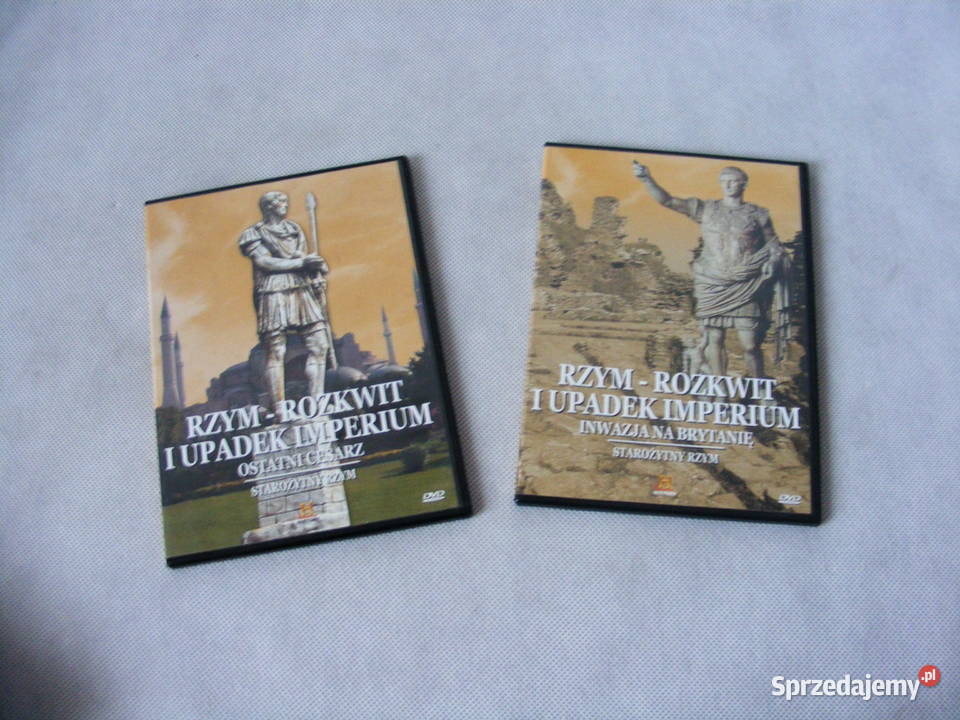 RZYM - ROZKWIT
I UPADEK IMPERIUM
OSTATNI CESARZ
STAROŻYTNY RZYM
DVD
RZYM - ROZKWIT
I UPADEK IMPERIUM
INWAZJA NA BRYTANIĘ
STAROŻYTNY RZYM
H
DVD
Sprzedajemy.pl